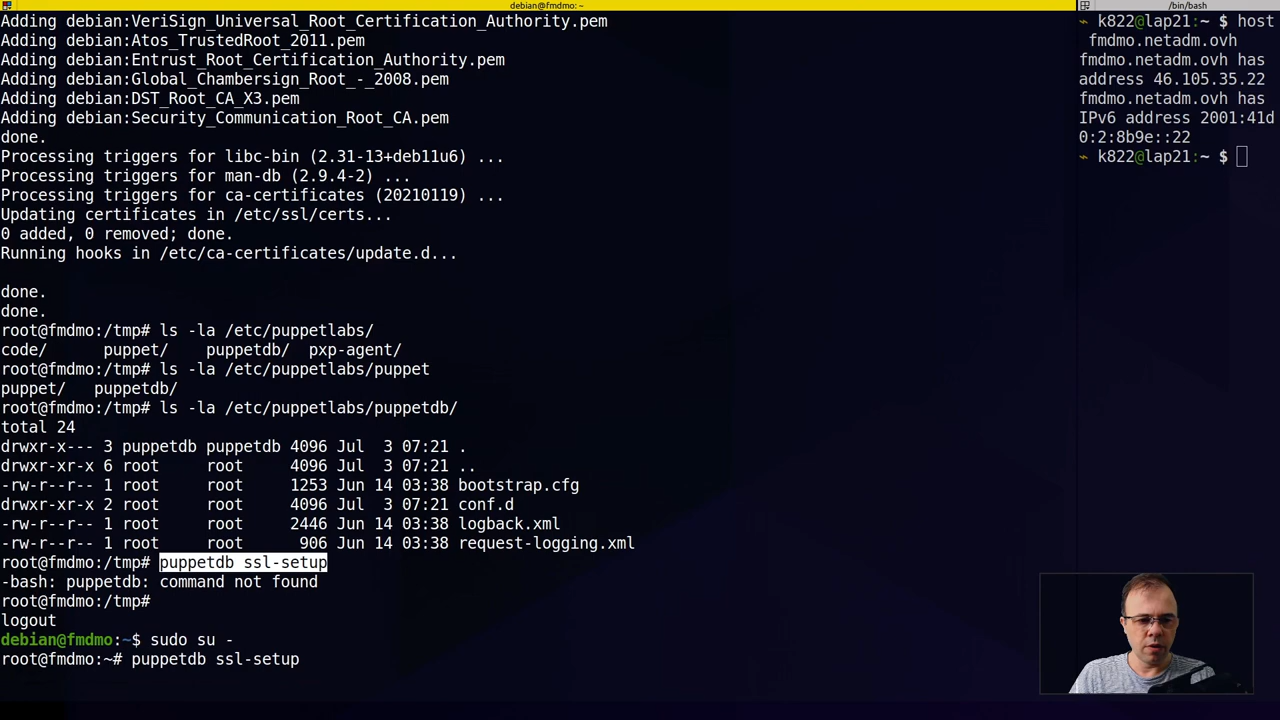 debian@fmdmo: ~
Adding debian:VeriSign_Universal_Root_Certification_Authority.pem
Adding debian:Atos_TrustedRoot_2011.pem
Adding debian:Entrust_Root_Certification_Authority.pem
Adding debian:Global_Chambersign_Root_-_2008.pem
Adding debian:DST_Root_CA_X3.pem
Adding debian:Security_Communication_Root_CA.pem
done.
Processing triggers for libc-bin (2.31-13+deb11u6) ...
Processing triggers for man-db (2.9.4-2) ...
Processing triggers for ca-certificates (20210119) ...
Updating certificates in /etc/ssl/certs...
0 added, 0 removed; done.
Running hooks in /etc/ca-certificates/update.d...
done.
done.
root@fmdmo:/tmp# ls -la /etc/puppetlabs/
code/      puppet/    puppetdb/  pxp-agent/
root@fmdmo:/tmp# ls -la /etc/puppetlabs/puppet
puppet/   puppetdb/
root@fmdmo:/tmp# ls -la /etc/puppetlabs/puppetdb/
total 24
drwxr-x--- 3 puppetdb puppetdb 4096 Jul  3 07:21 .
drwxr-xr-x 6 root     root     4096 Jul  3 07:21 ..
-rw-r--r-- 1 root     root     1253 Jun 14 03:38 bootstrap.cfg
drwxr-xr-x 2 root     root     4096 Jul  3 07:21 conf.d
-rw-r--r-- 1 root     root     2446 Jun 14 03:38 logback.xml
-rw-r--r-- 1 root     root      906 Jun 14 03:38 request-logging.xml
root@fmdmo:/tmp# puppetdb ssl-setup
-bash: puppetdb: command not found
root@fmdmo:/tmp#
logout
debian@fmdmo:~$ sudo su -
root@fmdmo:~# puppetdb ssl-setup
/bin/bash
k822@lap21:~ $ host
fmdmo.netadm.ovh
fmdmo.netadm.ovh has
address 46.105.35.22
fmdmo.netadm.ovh has
IPv6 address 2001:41d
0:2:8b9e::22
k822@lap21:~ $